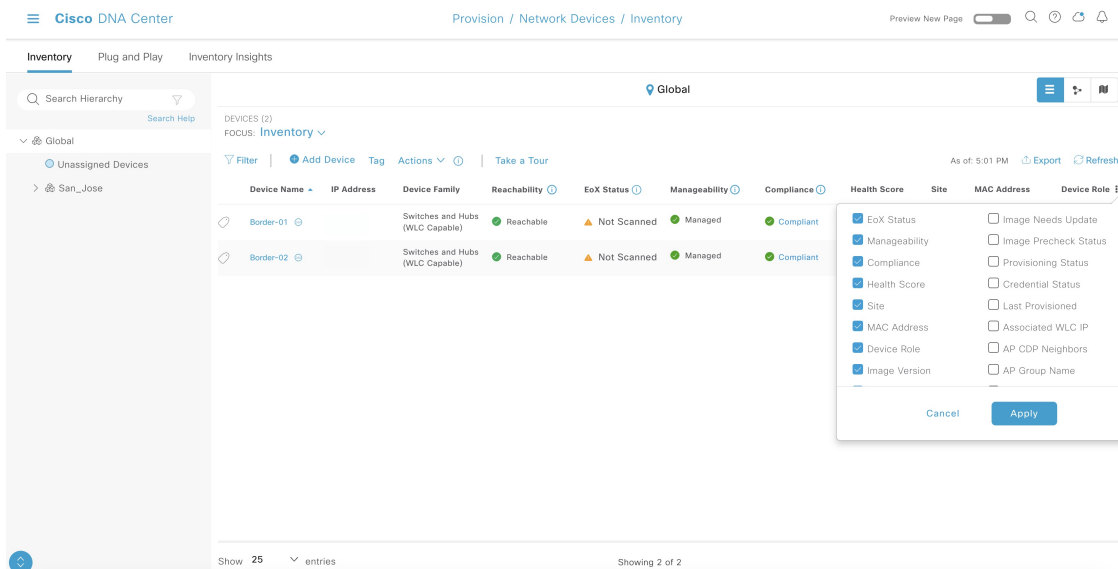 Cisco DNA Center
Provision / Network Devices / Inventory
Preview New Page
Inventory Plug and Play Inventory Insights
Search Hierarchy
Search Help
Global
Unassigned Devices
San_Jose
Global
DEVICES (2)
FOCUS: Inventory
Filter Add Device Tag Actions Take a Tour As of: 5:01 PM Export Refresh
Device Name IP Address Device Family Reachability EoX Status Manageability Compliance Health Score Site MAC Address Device Role
Border-01 Switches and Hubs (WLC Capable) Reachable Not Scanned Managed Compliant
Border-02 Switches and Hubs (WLC Capable) Reachable Not Scanned Managed Compliant
EoX Status Image Needs Update
Manageability Image Precheck Status
Compliance Provisioning Status
Health Score Credential Status
Site Last Provisioned
MAC Address Associated WLC IP
Device Role AP CDP Neighbors
Image Version AP Group Name
Cancel Apply
Show 25 entries Showing 2 of 2